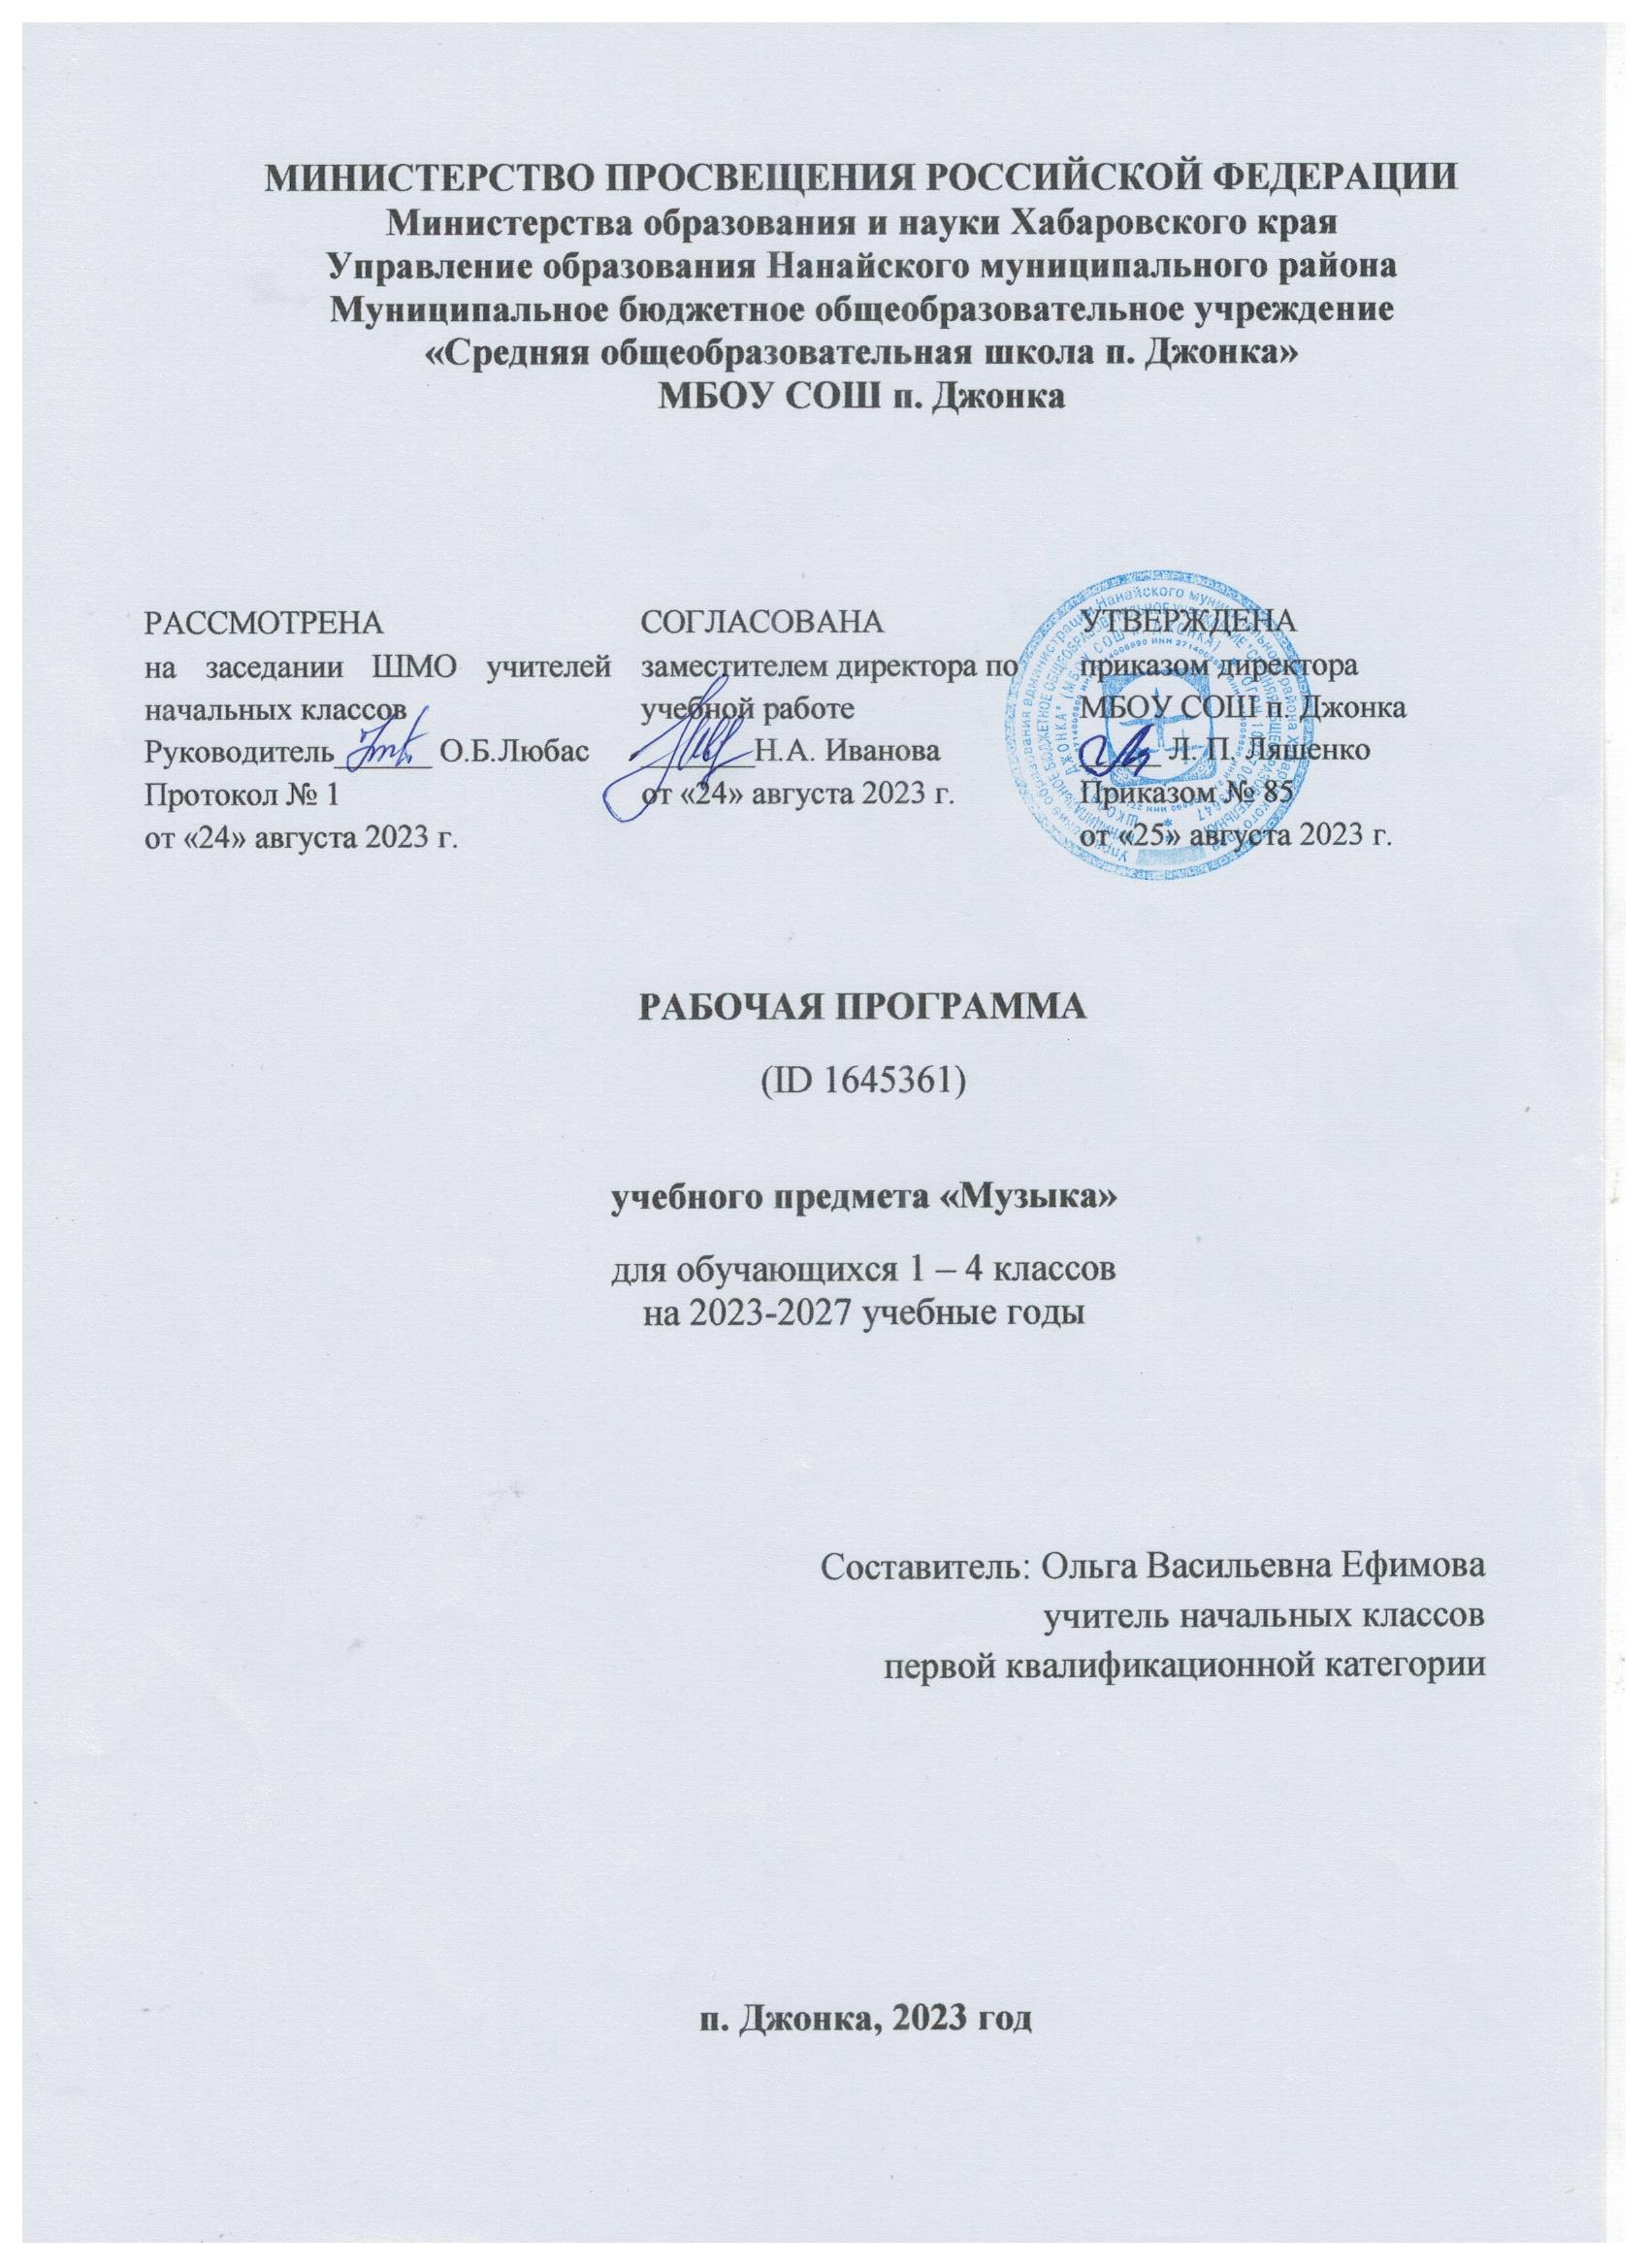 МИНИСТЕРСТВО ПРОСВЕЩЕНИЯ РОССИЙСКОЙ ФЕДЕРАЦИИ
Министерства образования и науки Хабаровского края
Управление образования Нанайского муниципального района
Муниципальное бюджетное общеобразовательное учреждение
«Средняя общеобразовательная школа п. Джонка»
МБОУ СОШ п. Джонка
РАССМОТРЕНА
на заседании ШМО учителей
начальных классов
Руководитель______ О.Б.Любас
Протокол № 1
от «24» августа 2023 г.
СОГЛАСОВАНА
заместителем директора по
учебной работе
_______Н.А. Иванова
от «24» августа 2023 г.
УТВЕРЖДЕНА
приказом директора
МБОУ СОШ п. Джонка
_____ Л. П. Ляшенко
Приказом № 85
от «25» августа 2023 г.
РАБОЧАЯ ПРОГРАММА
(ID 1645361)
учебного предмета «Музыка»
для обучающихся 1 – 4 классов
на 2023-2027 учебные годы
Составитель: Ольга Васильевна Ефимова
учитель начальных классов
первой квалификационной категории
п. Джонка, 2023 год